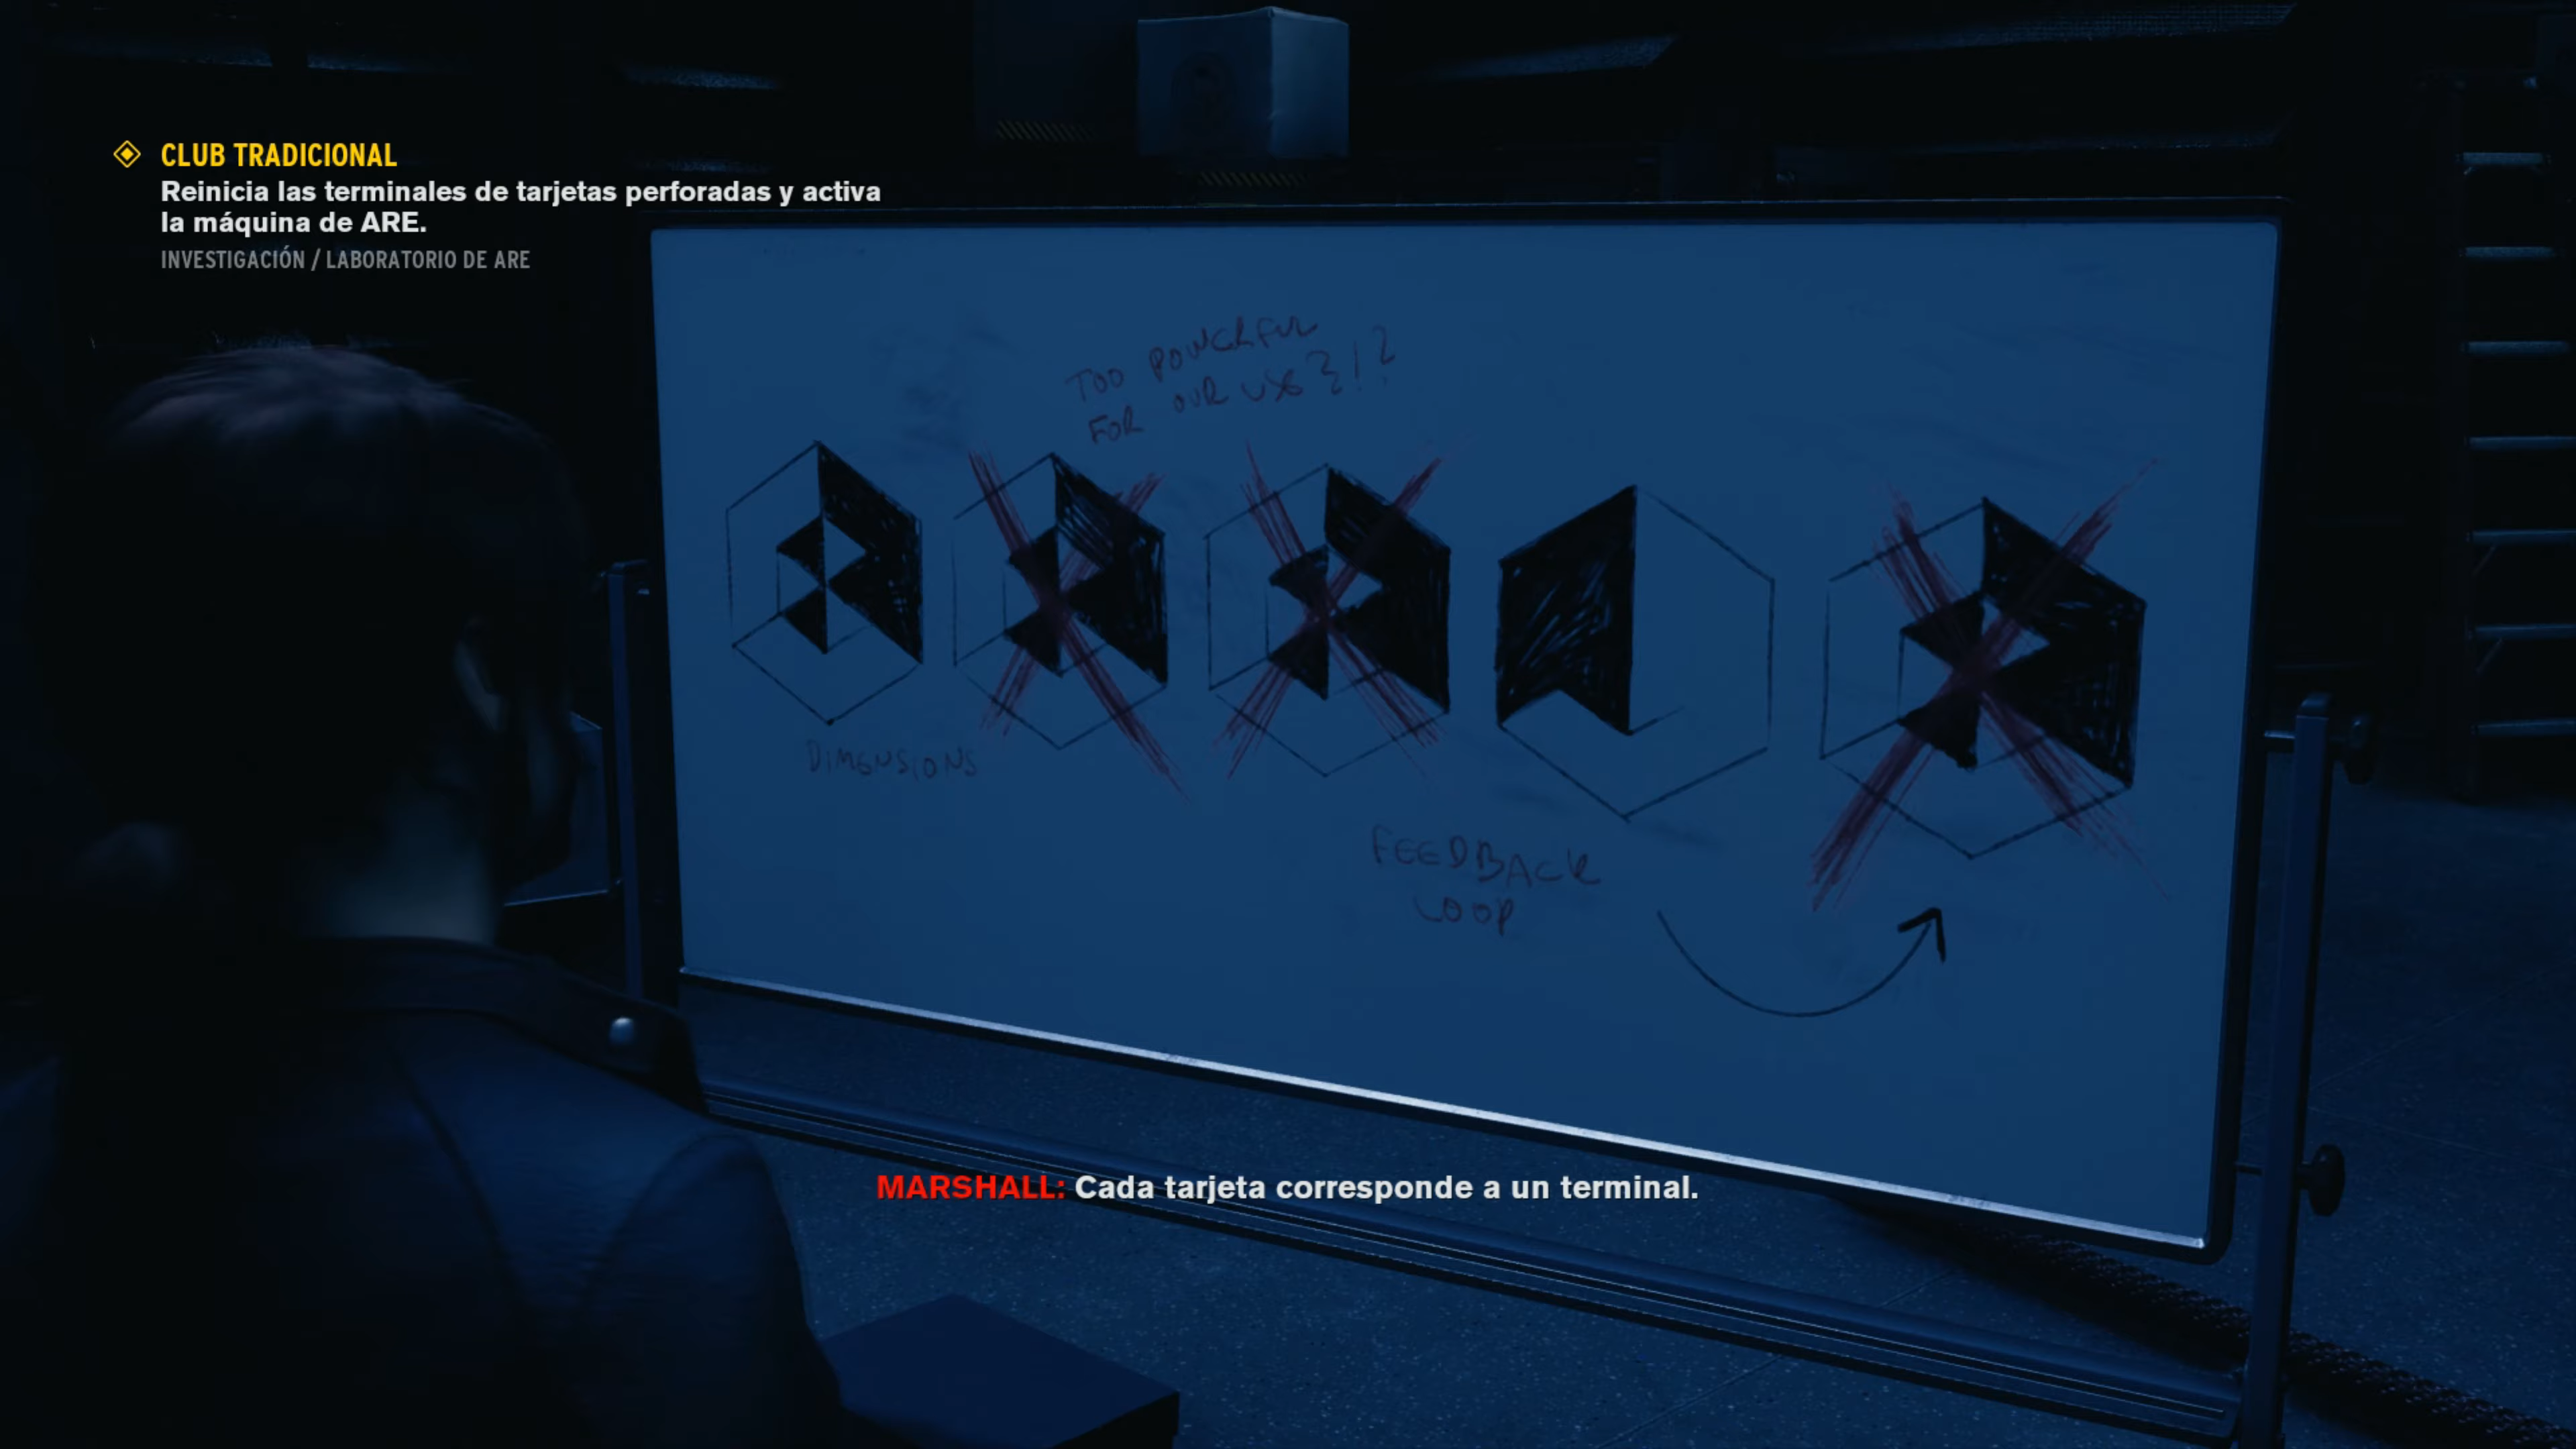 CLUB TRADICIONAL
Reinicia las terminales de tarjetas perforadas y activa
la máquina de ARE.
INVESTIGACIÓN / LABORATORIO DE ARE
TOO POWERFUL
FOR OUR USE?!?
DIMENSIONS
FEEDBACK
LOOP
MARSHALL: Cada tarjeta corresponde a un terminal.